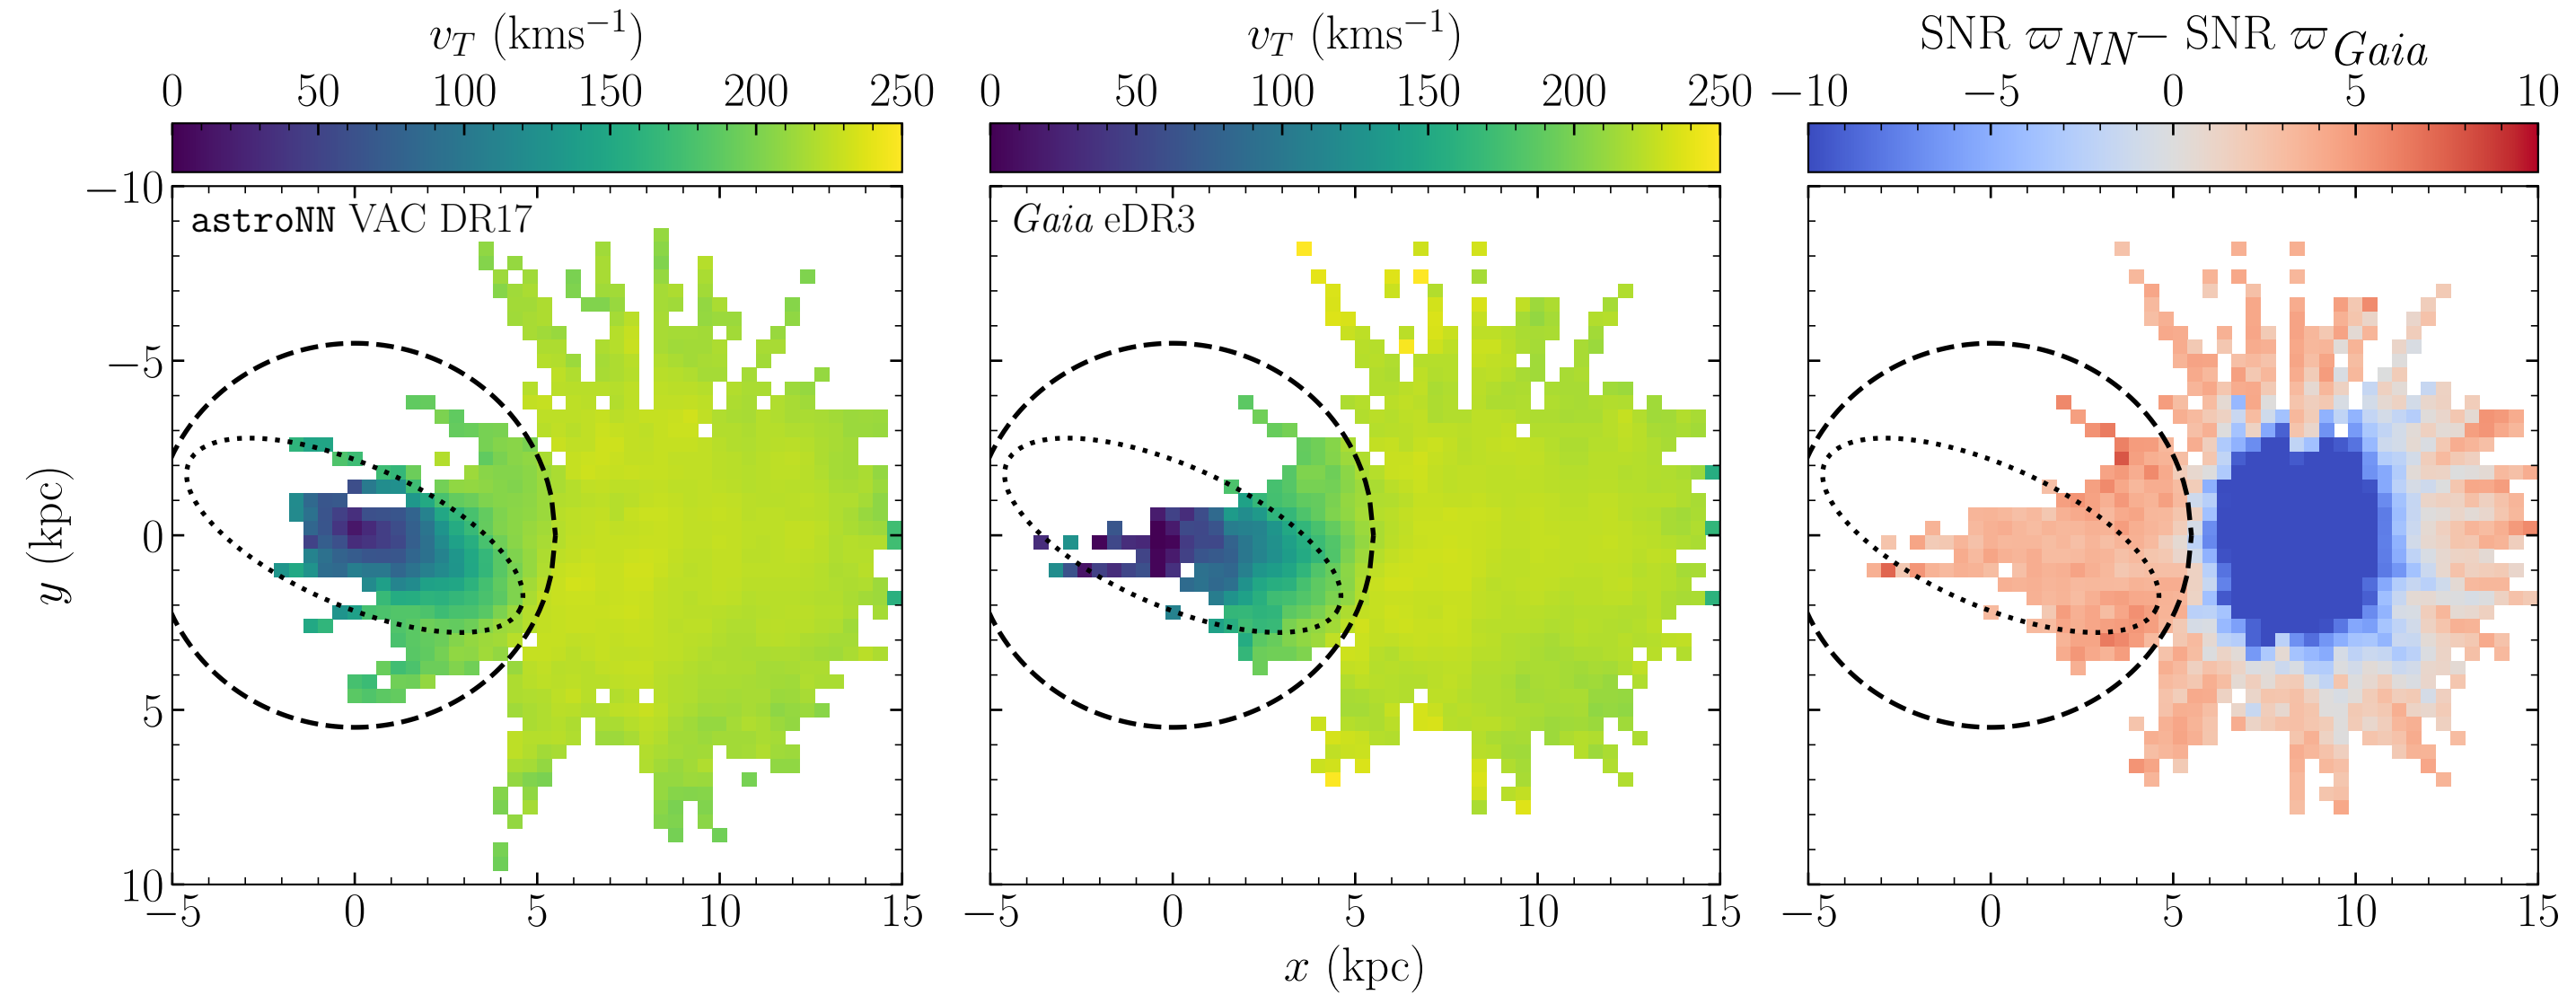 v_T (kms⁻¹) v_T (kms⁻¹) SNR ϖ_NN − SNR ϖ_Gaia
0 50 100 150 200 250 0 50 100 150 200 250 −10 −5 0 5 10
−10
astroNN VAC DR17 Gaia eDR3
−5
0
5
10
y (kpc)
−5 0 5 10 15 −5 0 5 10 15 −5 0 5 10 15
x (kpc)